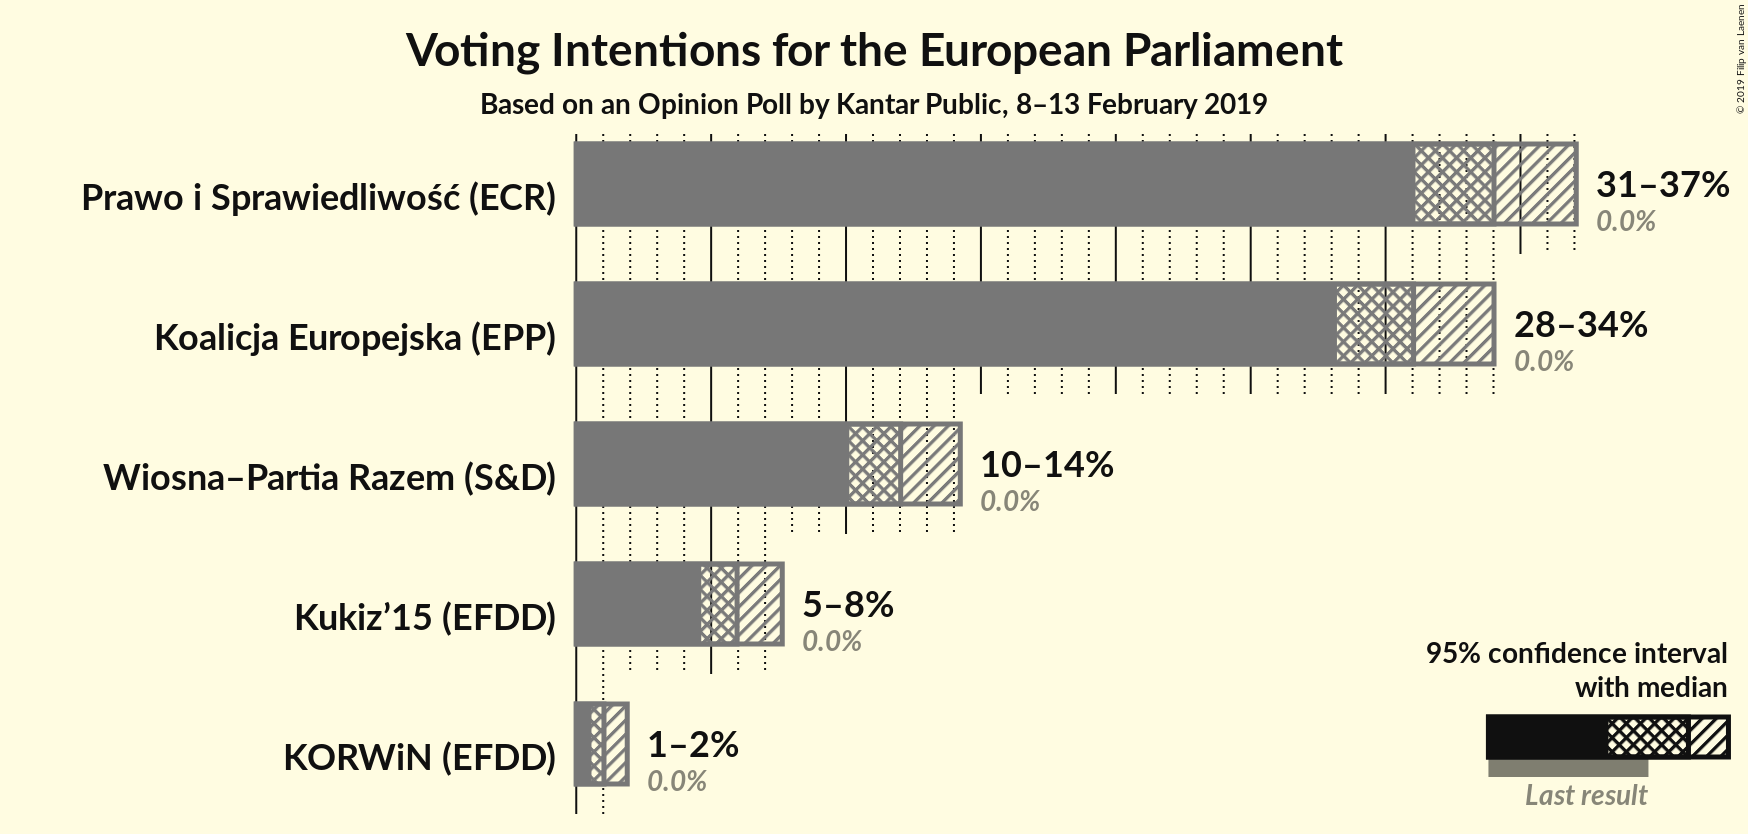 Voting Intentions for the European Parliament
Based on an Opinion Poll by Kantar Public, 8–13 February 2019
© 2019 Filip van Laenen
Prawo i Sprawiedliwość (ECR)
31–37%
0.0%
Koalicja Europejska (EPP)
28–34%
0.0%
Wiosna–Partia Razem (S&D)
10–14%
0.0%
Kukiz’15 (EFDD)
5–8%
0.0%
KORWiN (EFDD)
1–2%
0.0%
95% confidence interval
with median
Last result